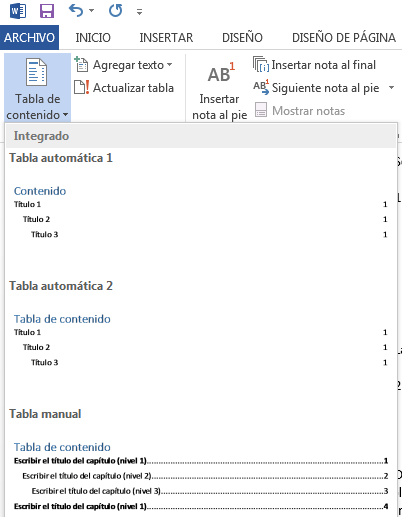 ARCHIVO INICIO INSERTAR DISEÑO DISEÑO DE PÁGINA
Tabla de
contenido
Agregar texto
Actualizar tabla
AB1
Insertar
nota al pie
Insertar nota al final
Siguiente nota al pie
Mostrar notas
Integrado
Tabla automática 1
Contenido
Título 1 1
Título 2 1
Título 3 1
Tabla automática 2
Tabla de contenido
Título 1 1
Título 2 1
Título 3 1
Tabla manual
Tabla de contenido
Escribir el título del capítulo (nivel 1)........1
Escribir el título del capítulo (nivel 2)........2
Escribir el título del capítulo (nivel 3)........3
Escribir el título del capítulo (nivel 1)........4